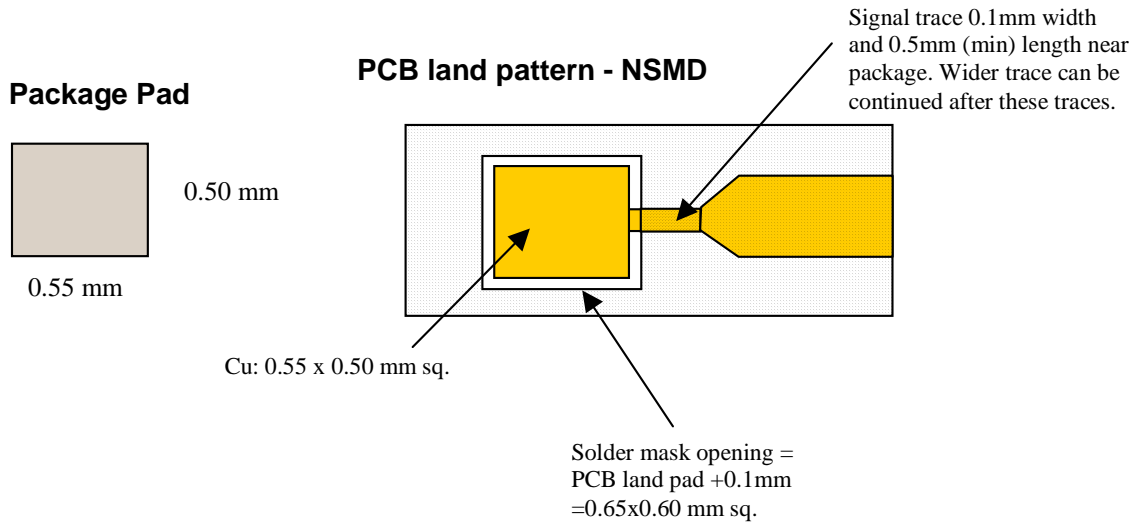 Signal trace 0.1mm width
and 0.5mm (min) length near
package. Wider trace can be
continued after these traces.
PCB land pattern - NSMD
Package Pad
0.50 mm
0.55 mm
Cu: 0.55 x 0.50 mm sq.
Solder mask opening =
PCB land pad +0.1mm
=0.65x0.60 mm sq.